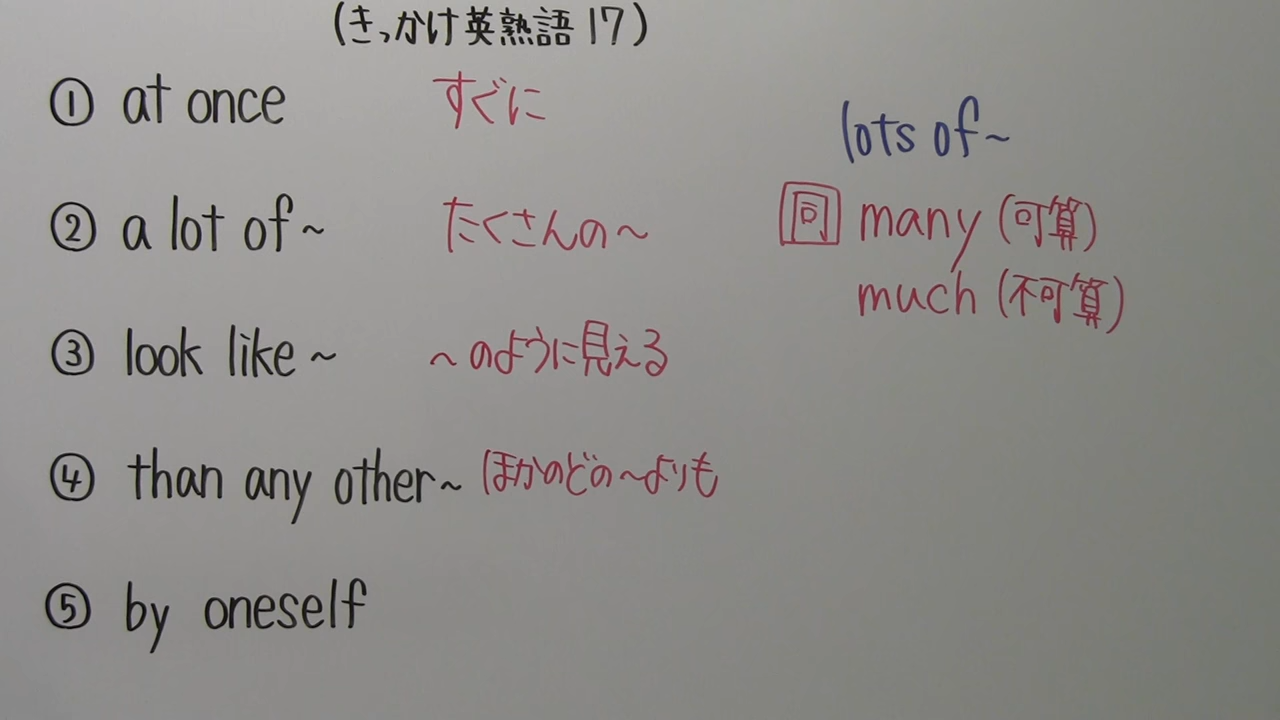 (きっかけ英熟語17)
① at once すぐに
② a lot of~ たくさんの~
③ look like~ ~のように見える
④ than any other~ ほかのどの~よりも
⑤ by oneself
lots of~
同 many (可算)
much (不可算)